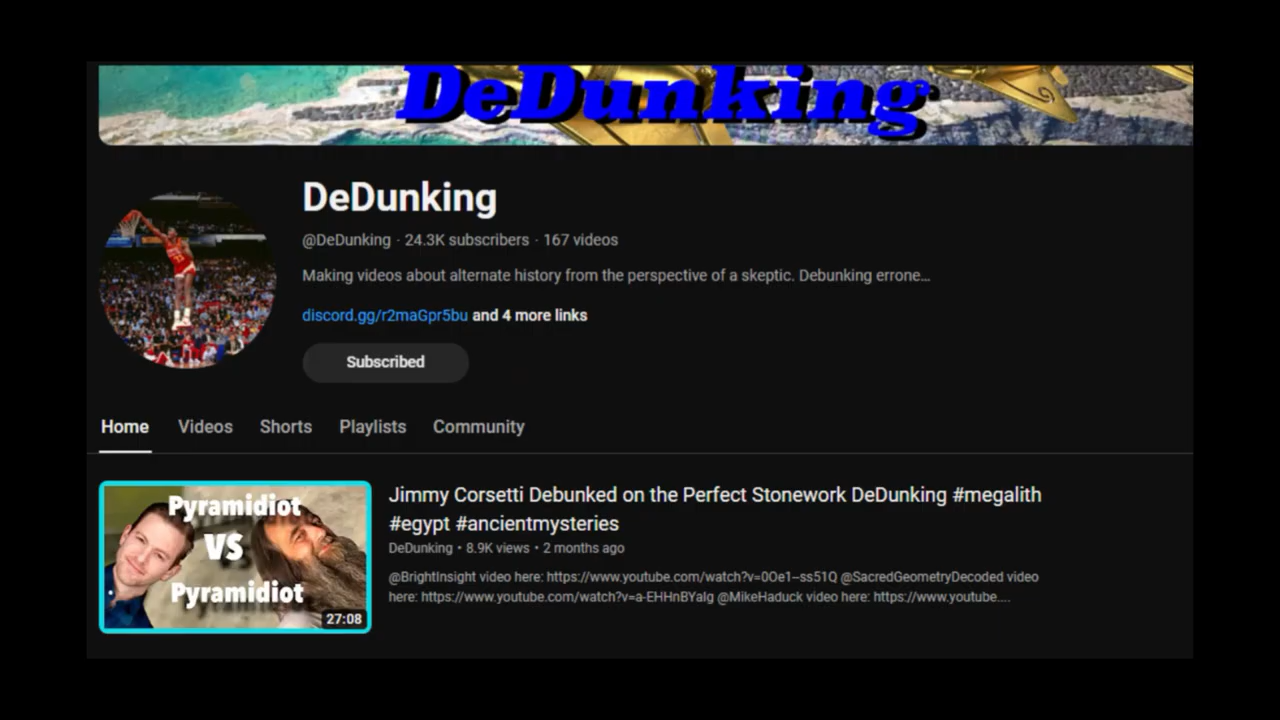 DeDunking
DeDunking
@DeDunking · 24.3K subscribers · 167 videos
Making videos about alternate history from the perspective of a skeptic. Debunking errone...
discord.gg/r2maGpr5bu and 4 more links
Subscribed
Home Videos Shorts Playlists Community
Pyramidiot
VS
Pyramidiot
27:08
Jimmy Corsetti Debunked on the Perfect Stonework DeDunking #megalith
#egypt #ancientmysteries
DeDunking • 8.9K views • 2 months ago
@BrightInsight video here: https://www.youtube.com/watch?v=0Oe1--ss51Q @SacredGeometryDecoded video
here: https://www.youtube.com/watch?v=a-EHHnBYaIg @MikeHaduck video here: https://www.youtube....